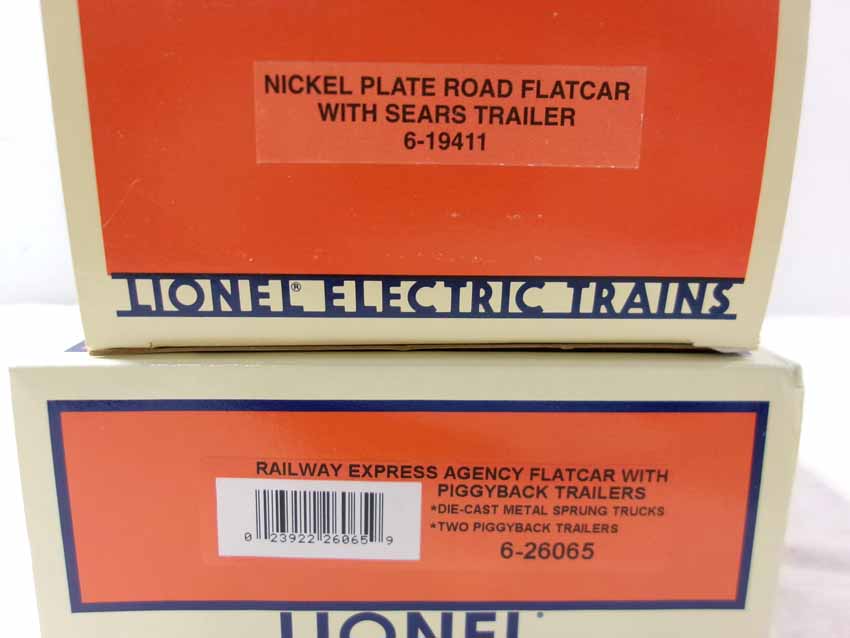 NICKEL PLATE ROAD FLATCAR
WITH SEARS TRAILER
6-19411
LIONEL® ELECTRIC TRAINS
RAILWAY EXPRESS AGENCY FLATCAR WITH
PIGGYBACK TRAILERS
*DIE-CAST METAL SPRUNG TRUCKS
*TWO PIGGYBACK TRAILERS
6-26065
0 23922 26065 9
LIONEL